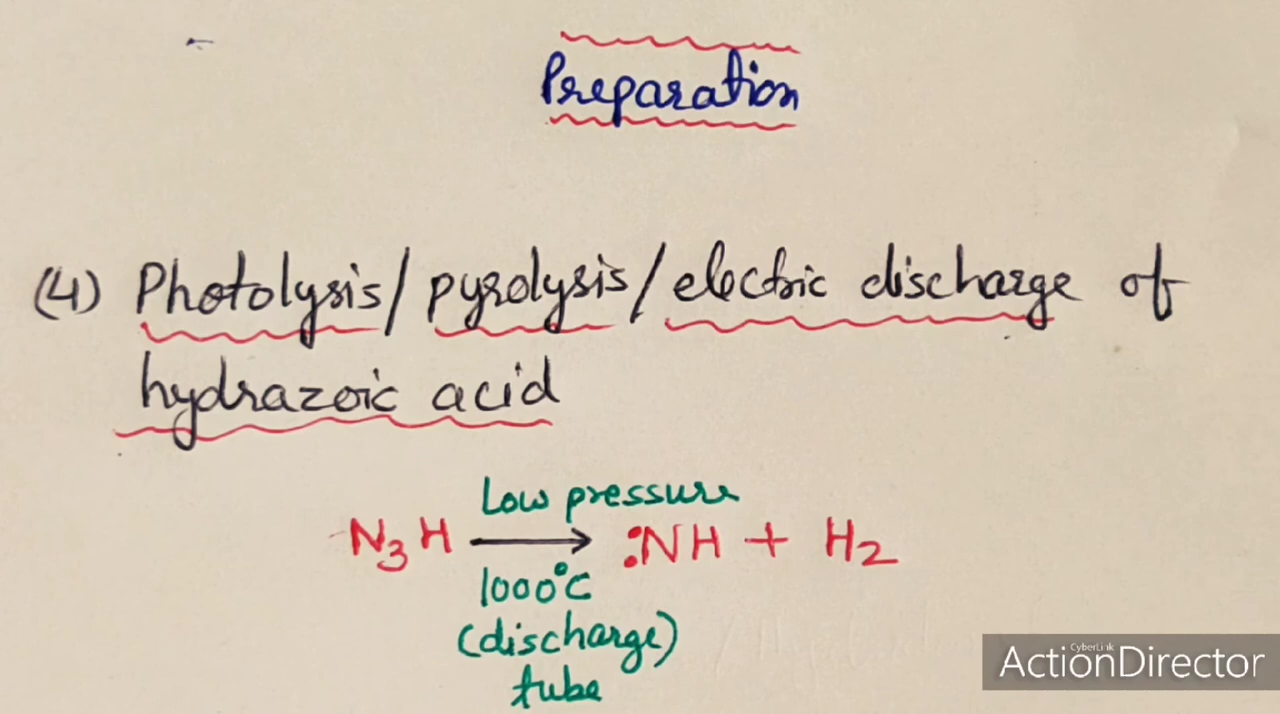 Preparation
(4) Photolysis/pyrolysis/electric discharge of
hydrazoic acid
Low pressure
N₃H ⟶ :NH + H₂
1000°C
(discharge)
tube
CyberLink
ActionDirector